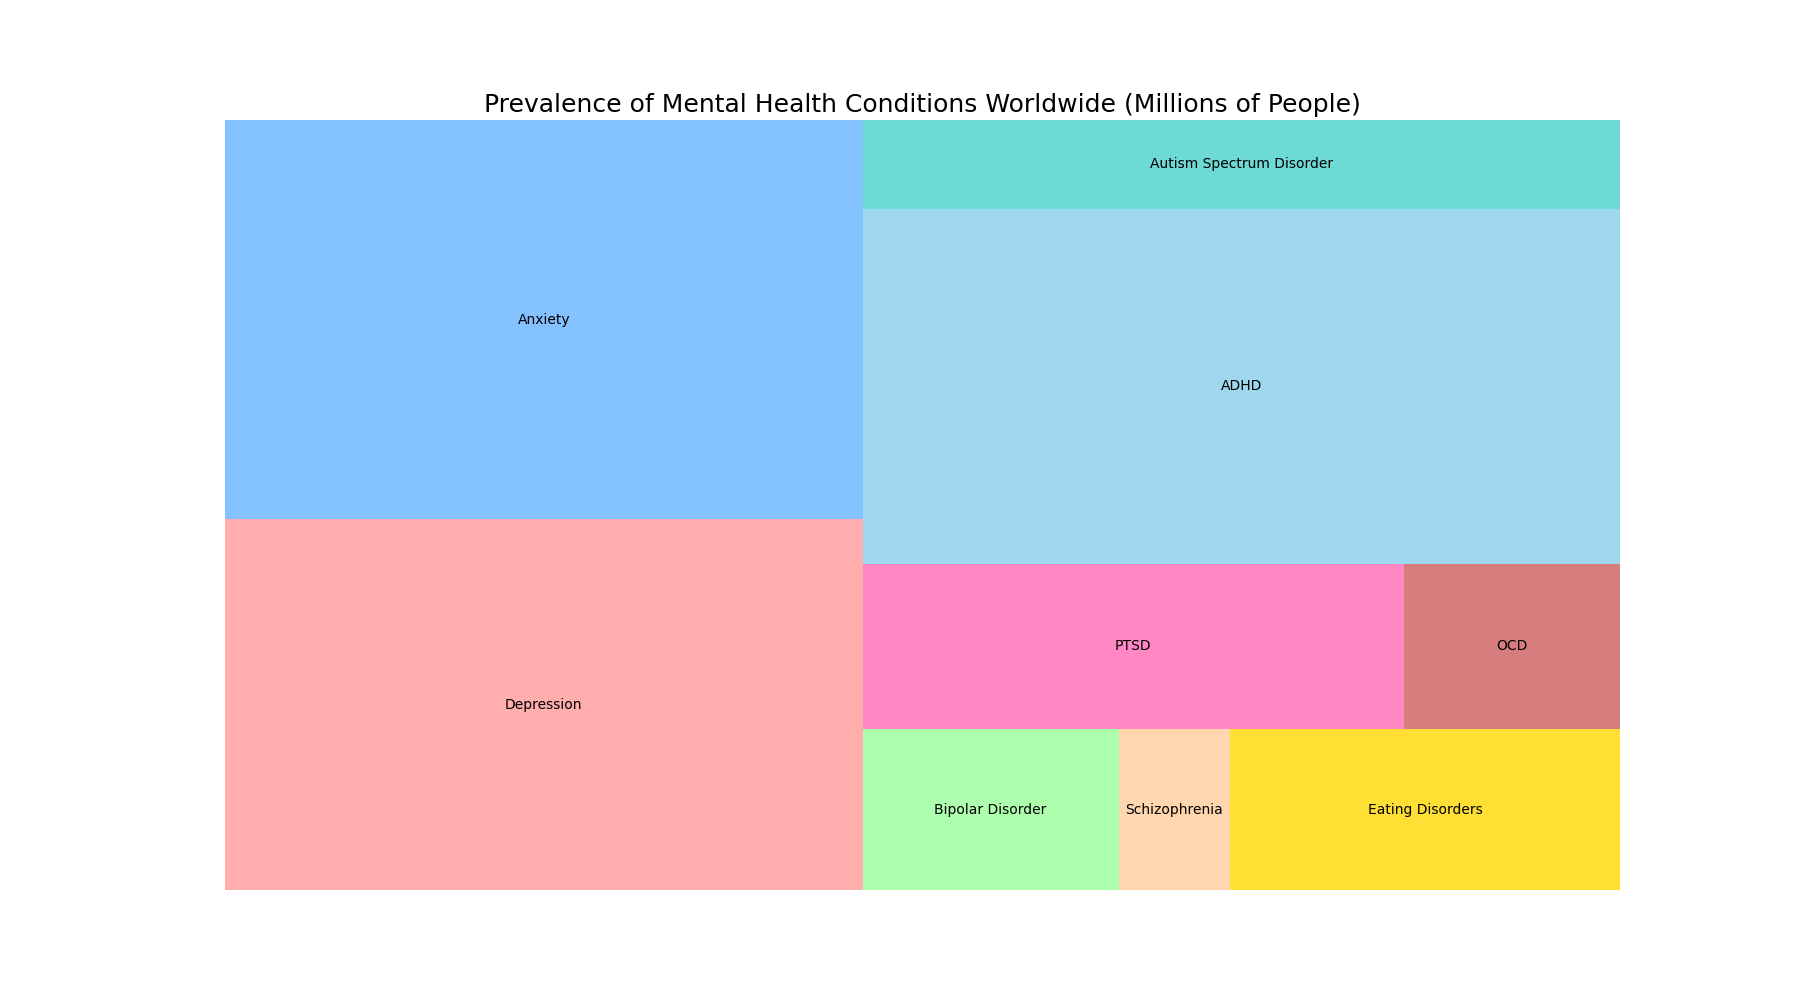 Prevalence of Mental Health Conditions Worldwide (Millions of People)
Autism Spectrum Disorder
Anxiety
ADHD
PTSD
OCD
Depression
Bipolar Disorder
Schizophrenia
Eating Disorders